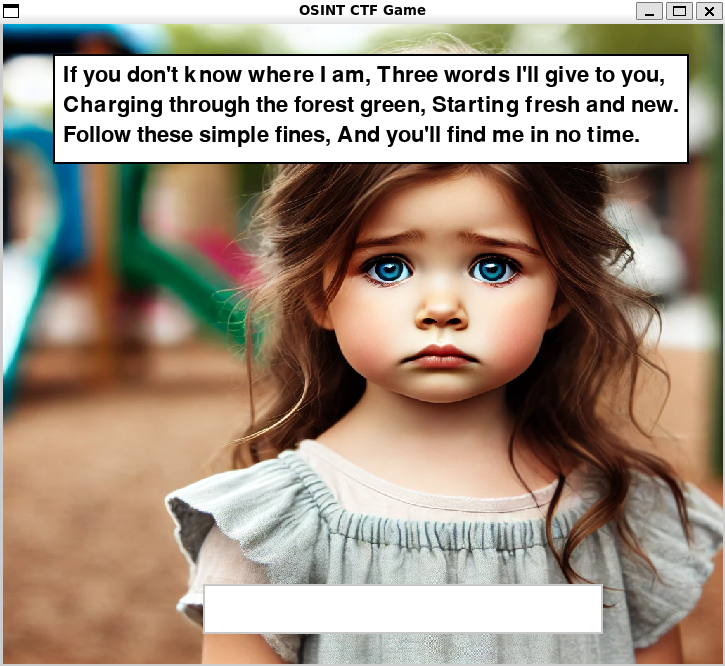 OSINT CTF Game
If you don't know where I am, Three words I'll give to you,
Charging through the forest green, Starting fresh and new.
Follow these simple fines, And you'll find me in no time.